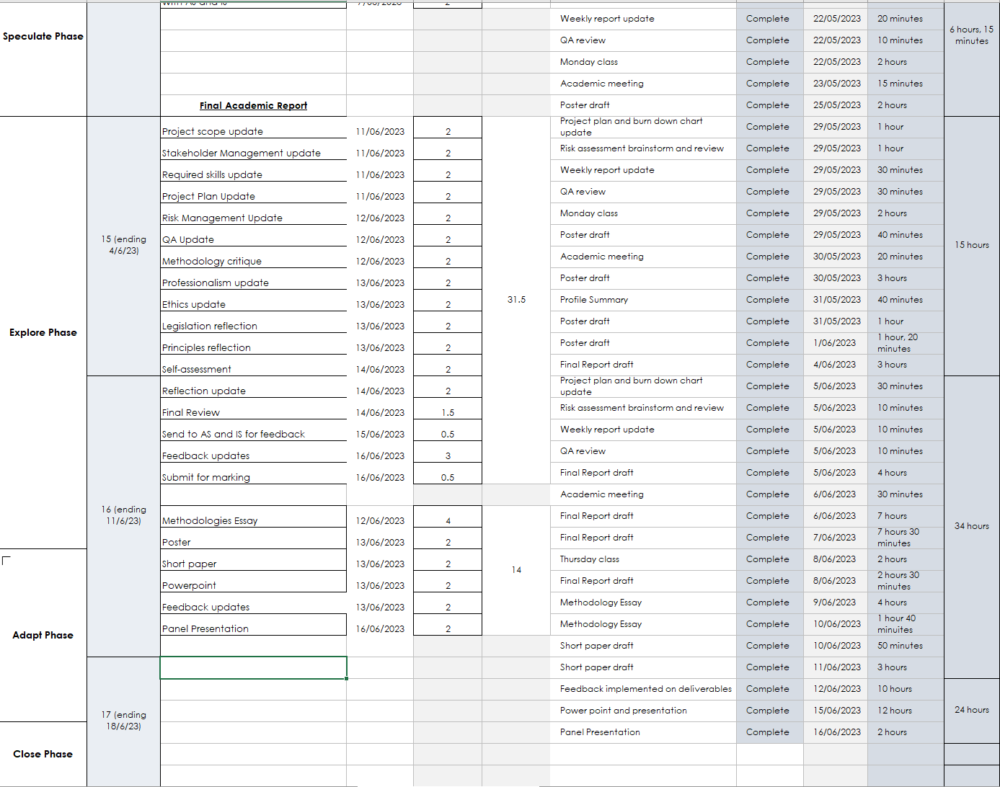 Weekly report update Complete 22/05/2023 20 minutes
Speculate Phase
6 hours, 15
minutes
QA review Complete 22/05/2023 10 minutes
Monday class Complete 22/05/2023 2 hours
Academic meeting Complete 23/05/2023 15 minutes
Final Academic Report Poster draft Complete 25/05/2023 2 hours
Project scope update 11/06/2023 2 Project plan and burn down chart
update Complete 29/05/2023 1 hour
Stakeholder Management update 11/06/2023 2 Risk assessment brainstorm and review Complete 29/05/2023 1 hour
Required skills update 11/06/2023 2 Weekly report update Complete 29/05/2023 30 minutes
Project Plan Update 11/06/2023 2 QA review Complete 29/05/2023 30 minutes
Risk Management Update 12/06/2023 2 Monday class Complete 29/05/2023 2 hours
15 (ending
4/6/23)
QA Update 12/06/2023 2 Poster draft Complete 29/05/2023 40 minutes
15 hours
Methodology critique 12/06/2023 2 Academic meeting Complete 30/05/2023 20 minutes
Professionalism update 13/06/2023 2 Poster draft Complete 30/05/2023 3 hours
Ethics update 13/06/2023 2 31.5 Profile Summary Complete 31/05/2023 40 minutes
Legislation reflection 13/06/2023 2 Poster draft Complete 31/05/2023 1 hour
Explore Phase
Principles reflection 13/06/2023 2 Poster draft Complete 1/06/2023 1 hour, 20
minutes
Self-assessment 14/06/2023 2 Final Report draft Complete 4/06/2023 3 hours
Reflection update 14/06/2023 2 Project plan and burn down chart
update Complete 5/06/2023 30 minutes
Final Review 14/06/2023 1.5 Risk assessment brainstorm and review Complete 5/06/2023 10 minutes
Send to AS and IS for feedback 15/06/2023 0.5 Weekly report update Complete 5/06/2023 10 minutes
Feedback updates 16/06/2023 3 QA review Complete 5/06/2023 10 minutes
Submit for marking 16/06/2023 0.5 Final Report draft Complete 5/06/2023 4 hours
Academic meeting Complete 6/06/2023 30 minutes
16 (ending
11/6/23)
Methodologies Essay 12/06/2023 4 Final Report draft Complete 6/06/2023 7 hours
34 hours
Poster 13/06/2023 2 Final Report draft Complete 7/06/2023 7 hours 30
minutes
Short paper 13/06/2023 2 Thursday class Complete 8/06/2023 2 hours
14
Powerpoint 13/06/2023 2 Final Report draft Complete 8/06/2023 2 hours 30
minutes
Feedback updates 13/06/2023 2 Methodology Essay Complete 9/06/2023 4 hours
Panel Presentation 16/06/2023 2 Methodology Essay Complete 10/06/2023 1 hour 40
minuites
Adapt Phase
Short paper draft Complete 10/06/2023 50 minutes
Short paper draft Complete 11/06/2023 3 hours
Feedback implemented on deliverables Complete 12/06/2023 10 hours
17 (ending
18/6/23)
Power point and presentation Complete 15/06/2023 12 hours
24 hours
Panel Presentation Complete 16/06/2023 2 hours
Close Phase